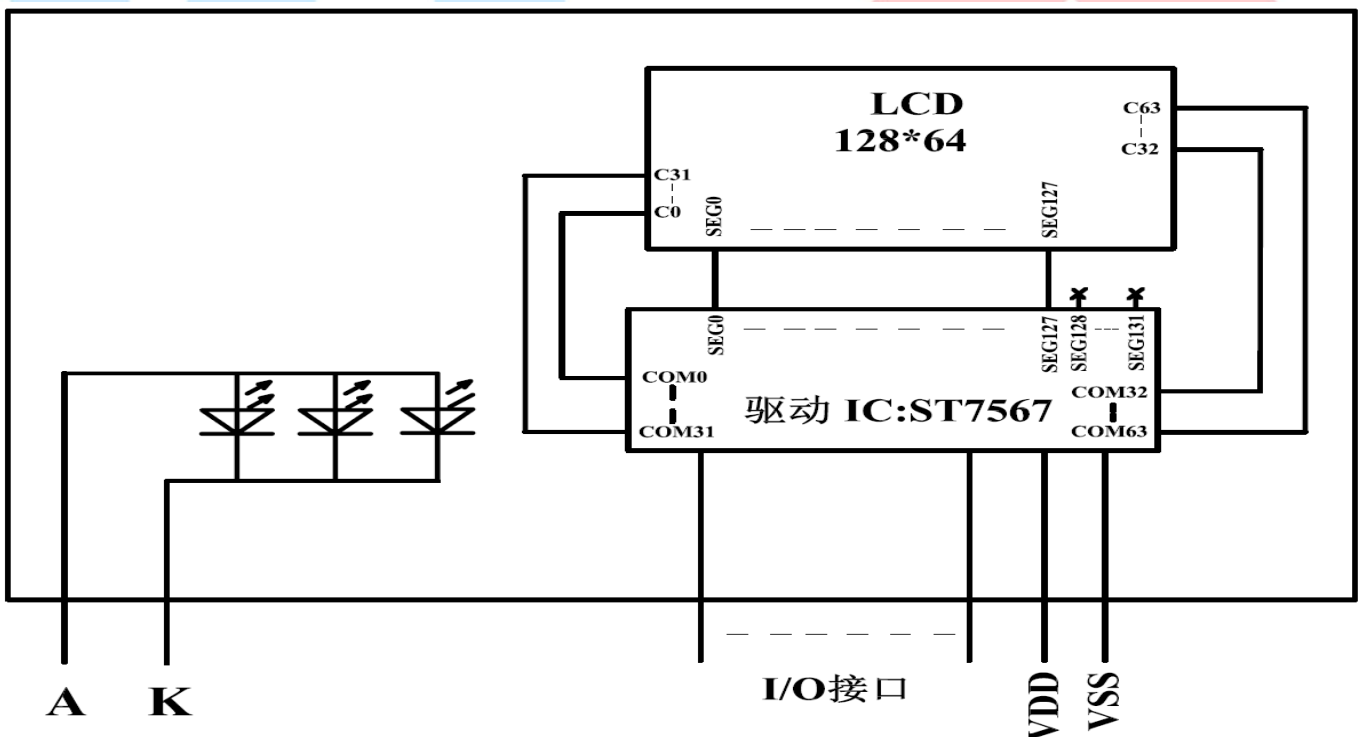 LCD
128*64
C63
C32
C31
C0
SEG0
SEG127
SEG0
SEG127
SEG128
SEG131
COM0
COM31
驱动 IC:ST7567
COM32
COM63
A
K
I/O接口
VDD
VSS